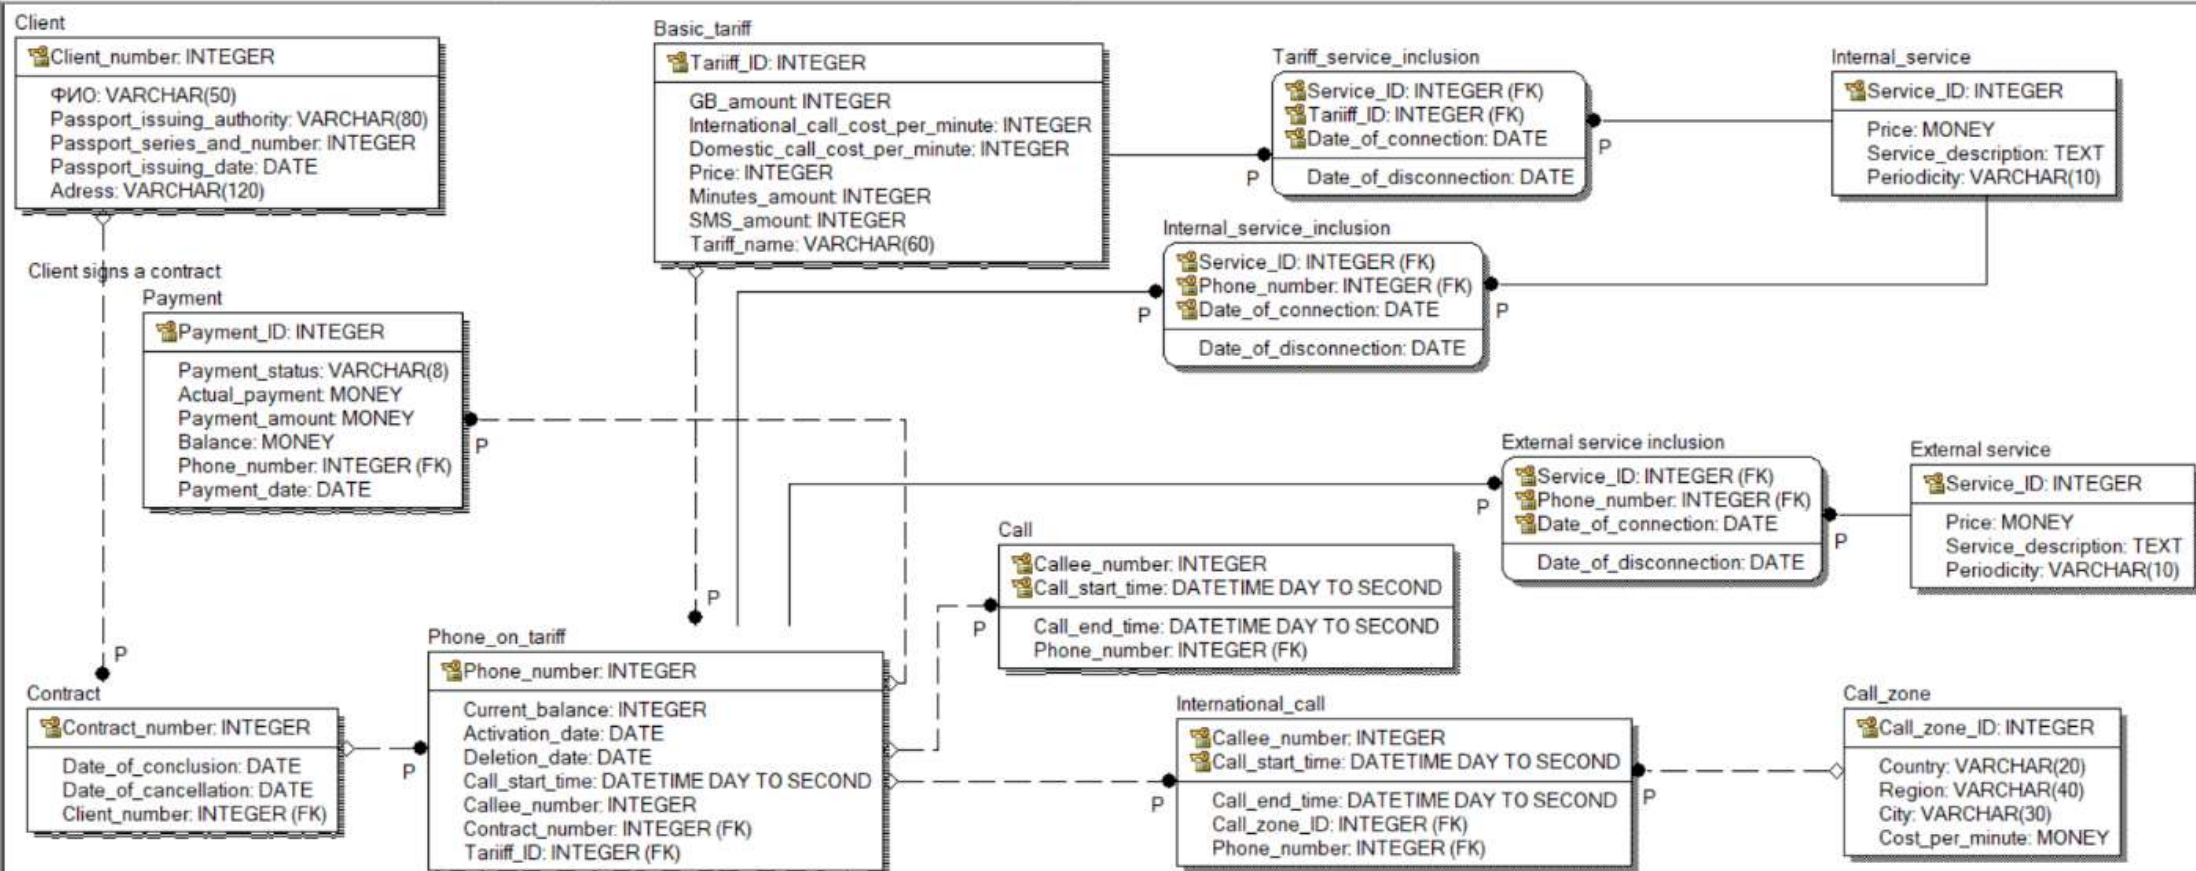 Client
Client_number: INTEGER
ФИО: VARCHAR(50)
Passport_issuing_authority: VARCHAR(80)
Passport_series_and_number: INTEGER
Passport_issuing_date: DATE
Adress: VARCHAR(120)
Client signs a contract
Basic_tariff
Tariiff_ID: INTEGER
GB_amount: INTEGER
International_call_cost_per_minute: INTEGER
Domestic_call_cost_per_minute: INTEGER
Price: INTEGER
Minutes_amount: INTEGER
SMS_amount: INTEGER
Tariff_name: VARCHAR(60)
Tariff_service_inclusion
Service_ID: INTEGER (FK)
Tariiff_ID: INTEGER (FK)
Date_of_connection: DATE
Date_of_disconnection: DATE
P
P
Internal_service
Service_ID: INTEGER
Price: MONEY
Service_description: TEXT
Periodicity: VARCHAR(10)
Internal_service_inclusion
Service_ID: INTEGER (FK)
Phone_number: INTEGER (FK)
Date_of_connection: DATE
Date_of_disconnection: DATE
P
P
Payment
Payment_ID: INTEGER
Payment_status: VARCHAR(8)
Actual_payment: MONEY
Payment_amount: MONEY
Balance: MONEY
Phone_number: INTEGER (FK)
Payment_date: DATE
P
External service inclusion
Service_ID: INTEGER (FK)
Phone_number: INTEGER (FK)
Date_of_connection: DATE
Date_of_disconnection: DATE
P
P
External service
Service_ID: INTEGER
Price: MONEY
Service_description: TEXT
Periodicity: VARCHAR(10)
Call
Callee_number: INTEGER
Call_start_time: DATETIME DAY TO SECOND
Call_end_time: DATETIME DAY TO SECOND
Phone_number: INTEGER (FK)
P
P
P
Contract
Contract_number: INTEGER
Date_of_conclusion: DATE
Date_of_cancellation: DATE
Client_number: INTEGER (FK)
P
Phone_on_tariff
Phone_number: INTEGER
Current_balance: INTEGER
Activation_date: DATE
Deletion_date: DATE
Call_start_time: DATETIME DAY TO SECOND
Callee_number: INTEGER
Contract_number: INTEGER (FK)
Tariiff_ID: INTEGER (FK)
International_call
Callee_number: INTEGER
Call_start_time: DATETIME DAY TO SECOND
Call_end_time: DATETIME DAY TO SECOND
Call_zone_ID: INTEGER (FK)
Phone_number: INTEGER (FK)
P
P
Call_zone
Call_zone_ID: INTEGER
Country: VARCHAR(20)
Region: VARCHAR(40)
City: VARCHAR(30)
Cost_per_minute: MONEY